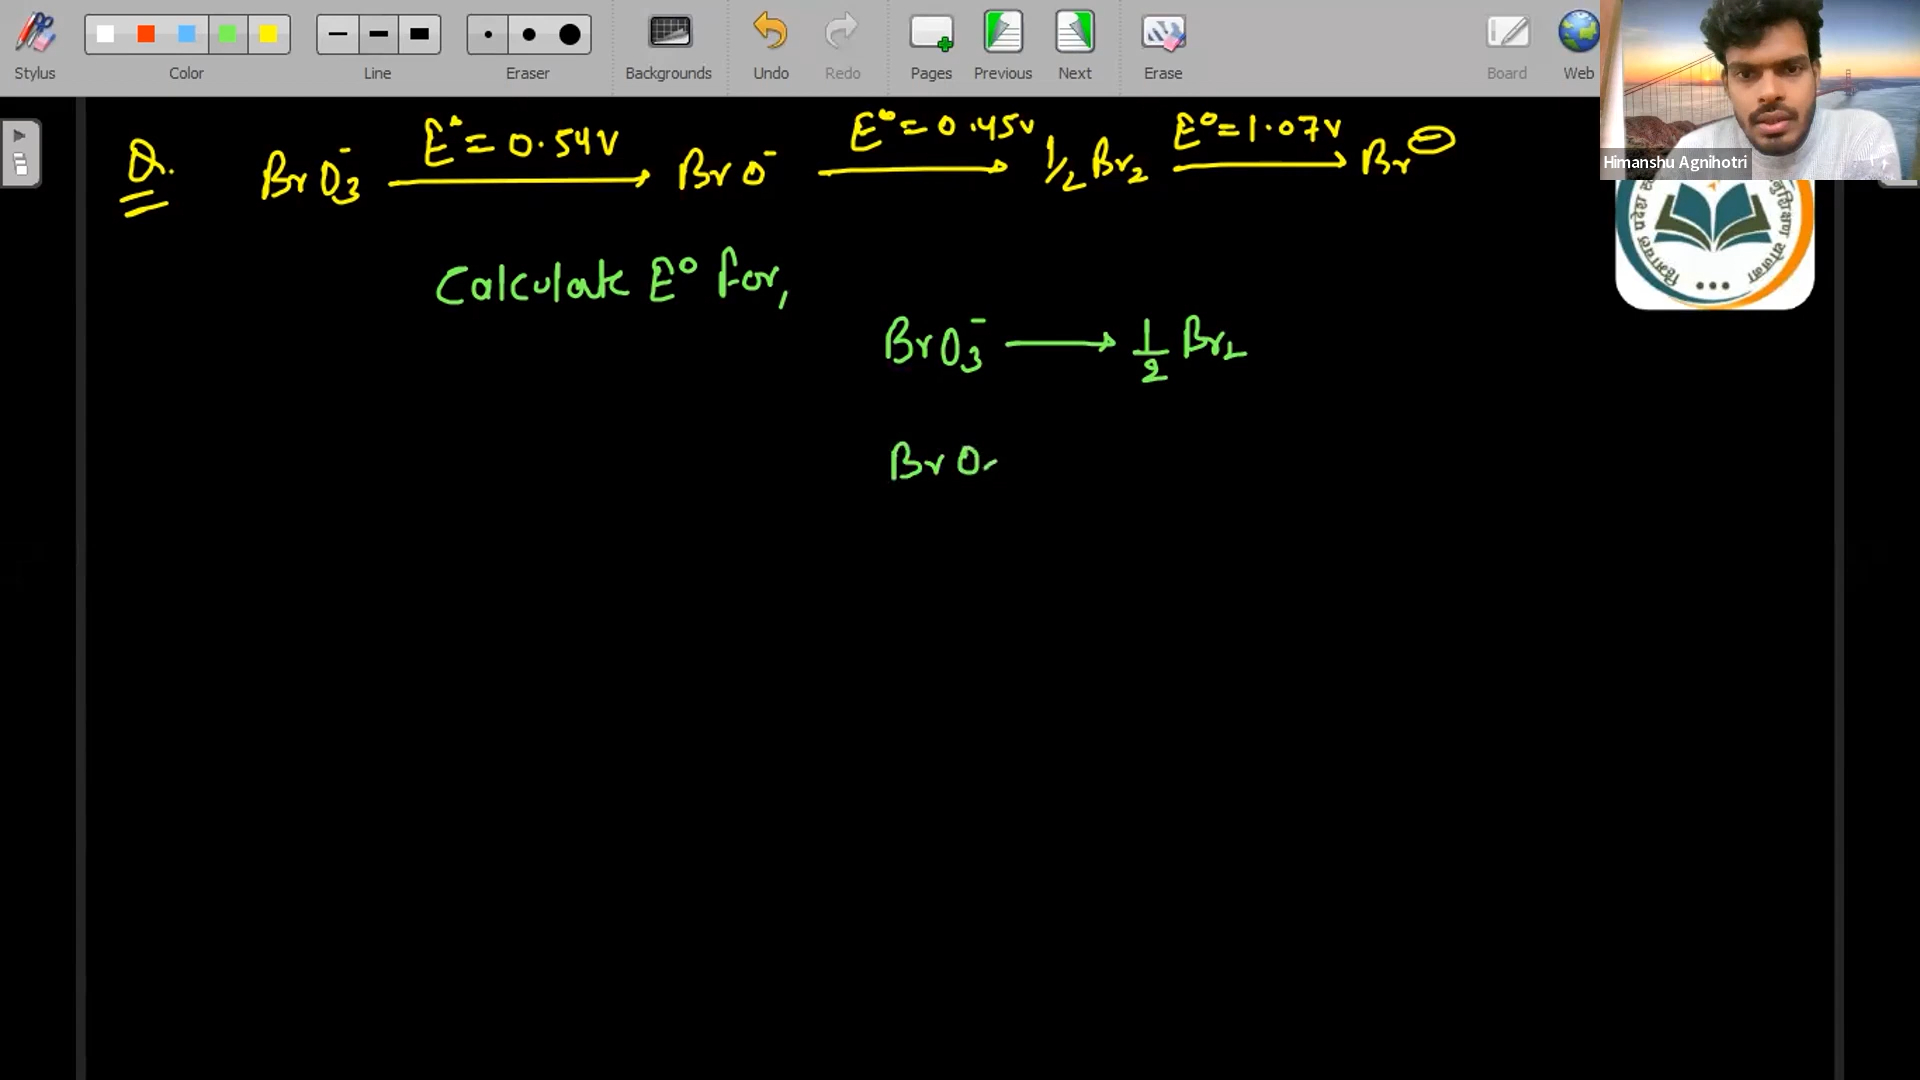 Stylus Color Line Eraser Backgrounds Undo Redo Pages Previous Next Erase Board Web
Himanshu Agnihotri
Q. BrO₃⁻ E° = 0.54V → BrO⁻ E° = 0.45V → 1/2 Br₂ E° = 1.07V → Br⊖
Calculate E° for,
BrO₃⁻ → 1/2 Br₂
BrO